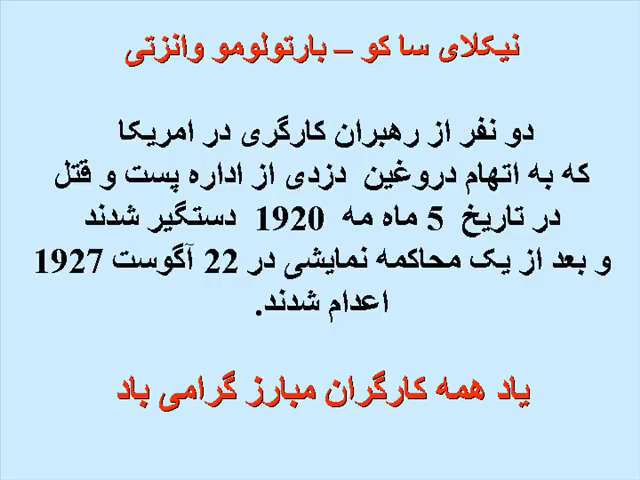 نیکلای سا کو – بارتولومو وانزتی
دو نفر از رهبران کارگری در امریکا
که به اتهام دروغین دزدی از اداره پست و قتل
در تاریخ 5 ماه مه 1920 دستگیر شدند
و بعد از یک محاکمه نمایشی در 22 آگوست 1927
اعدام شدند.
یاد همه کارگران مبارز گرامی باد